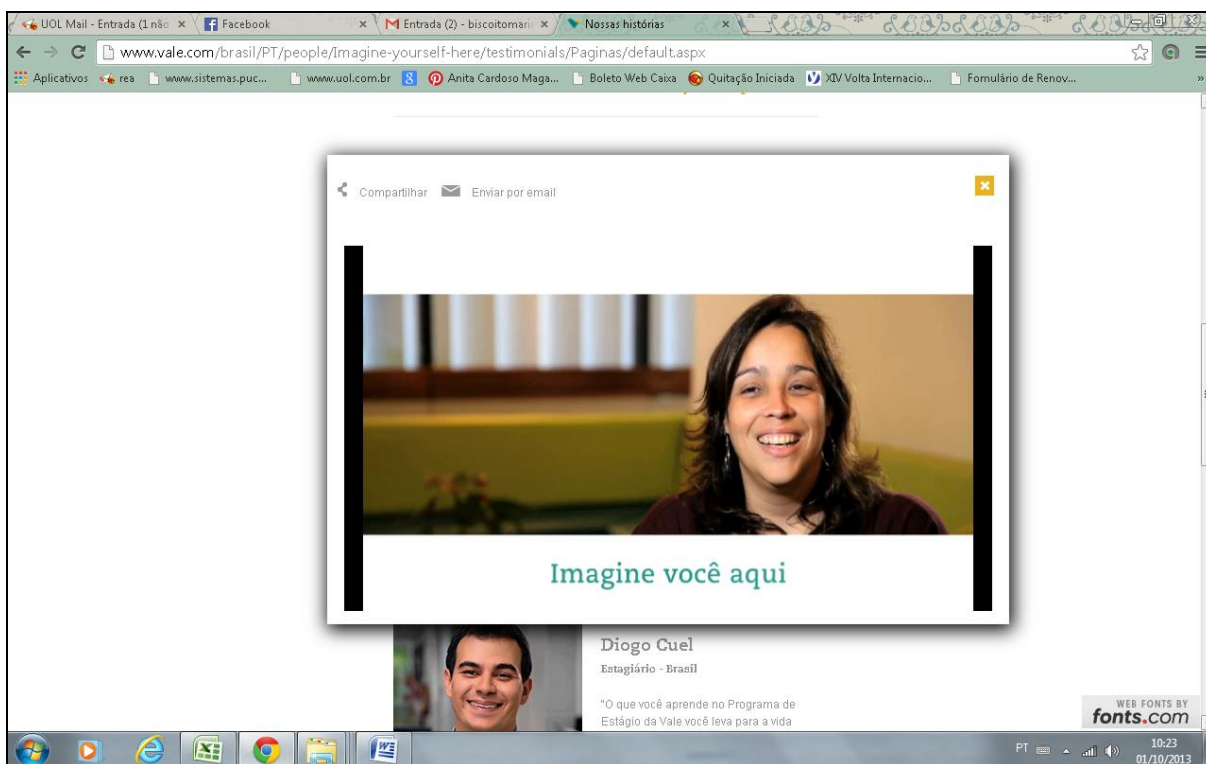 UOL Mail - Entrada (1 não
Facebook
Entrada (2) - biscoitomari
Nossas histórias
www.vale.com/brasil/PT/people/Imagine-yourself-here/testimonials/Paginas/default.aspx
Aplicativos rea www.sistemas.puc... www.uol.com.br Anita Cardoso Maga... Boleto Web Caixa Quitação Iniciada XIV Volta Internacio... Fomulário de Renov... »
Compartilhar Enviar por email
Imagine você aqui
Diogo Cuel
Estagiário - Brasil
"O que você aprende no Programa de
Estágio da Vale você leva para a vida
WEB FONTS BY
fonts.com
PT
10:23
01/10/2013